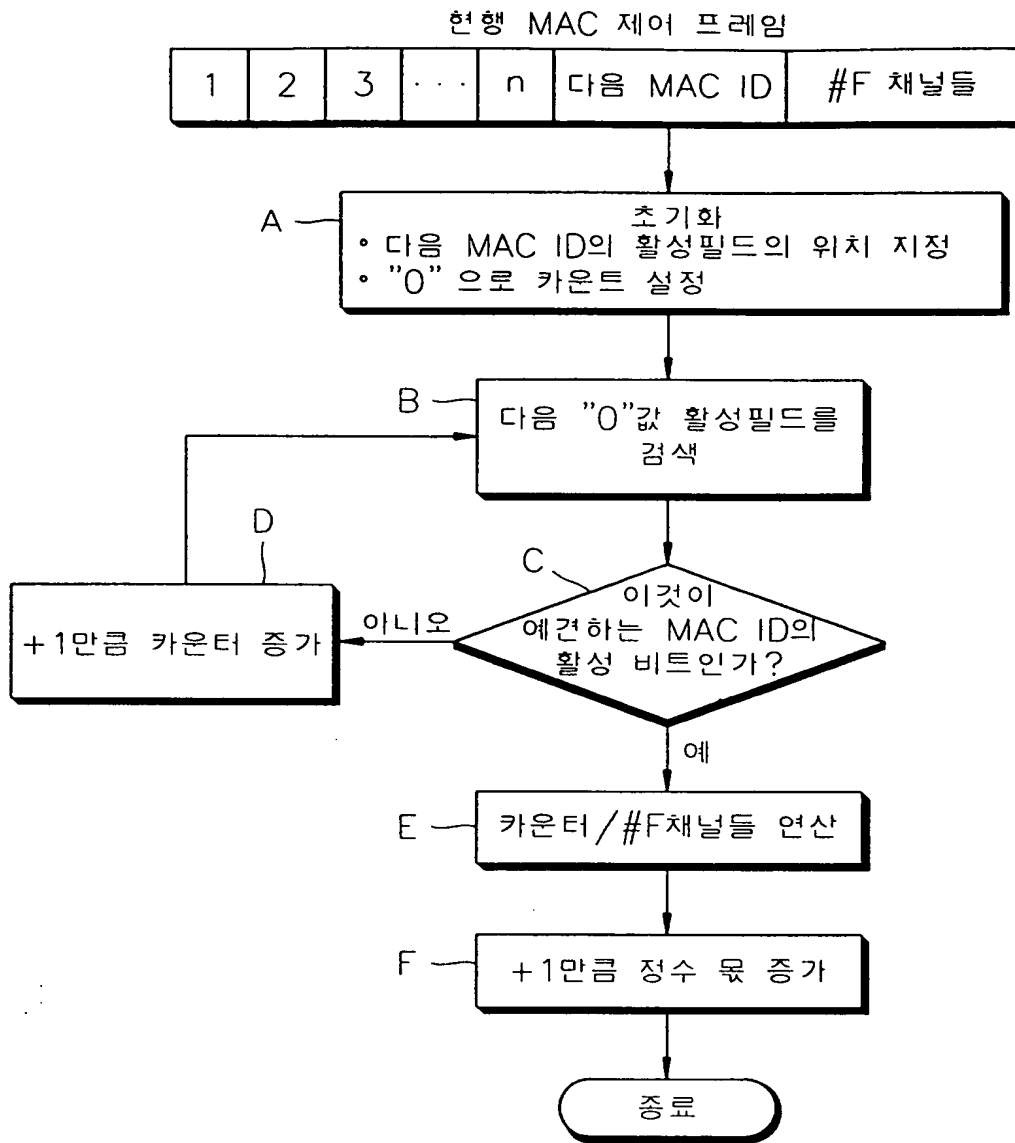 현행 MAC 제어 프레임
1 2 3 ··· n 다음 MAC ID #F 채널들
A
초기화
• 다음 MAC ID의 활성필드의 위치 지정
• "0" 으로 카운트 설정
B
다음 "0"값 활성필드를
검색
D
+1만큼 카운터 증가
C
이것이
예견하는 MAC ID의
활성 비트인가?
아니오
예
E
카운터/#F채널들 연산
F
+1만큼 정수 몫 증가
종료